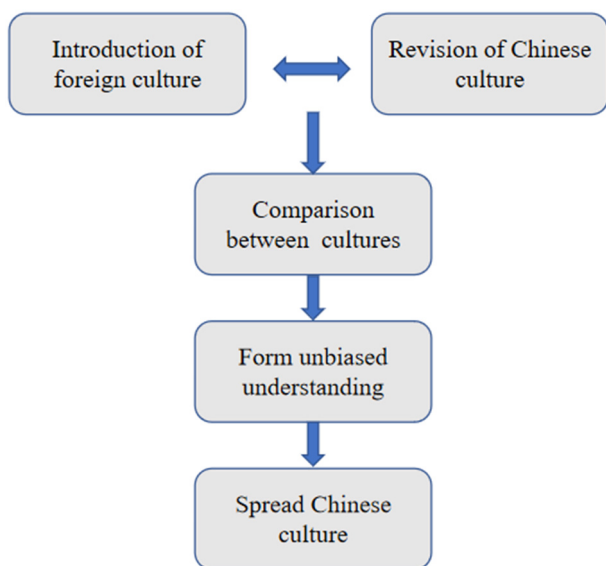 Introduction of
foreign culture
Revision of Chinese
culture
Comparison
between cultures
Form unbiased
understanding
Spread Chinese
culture